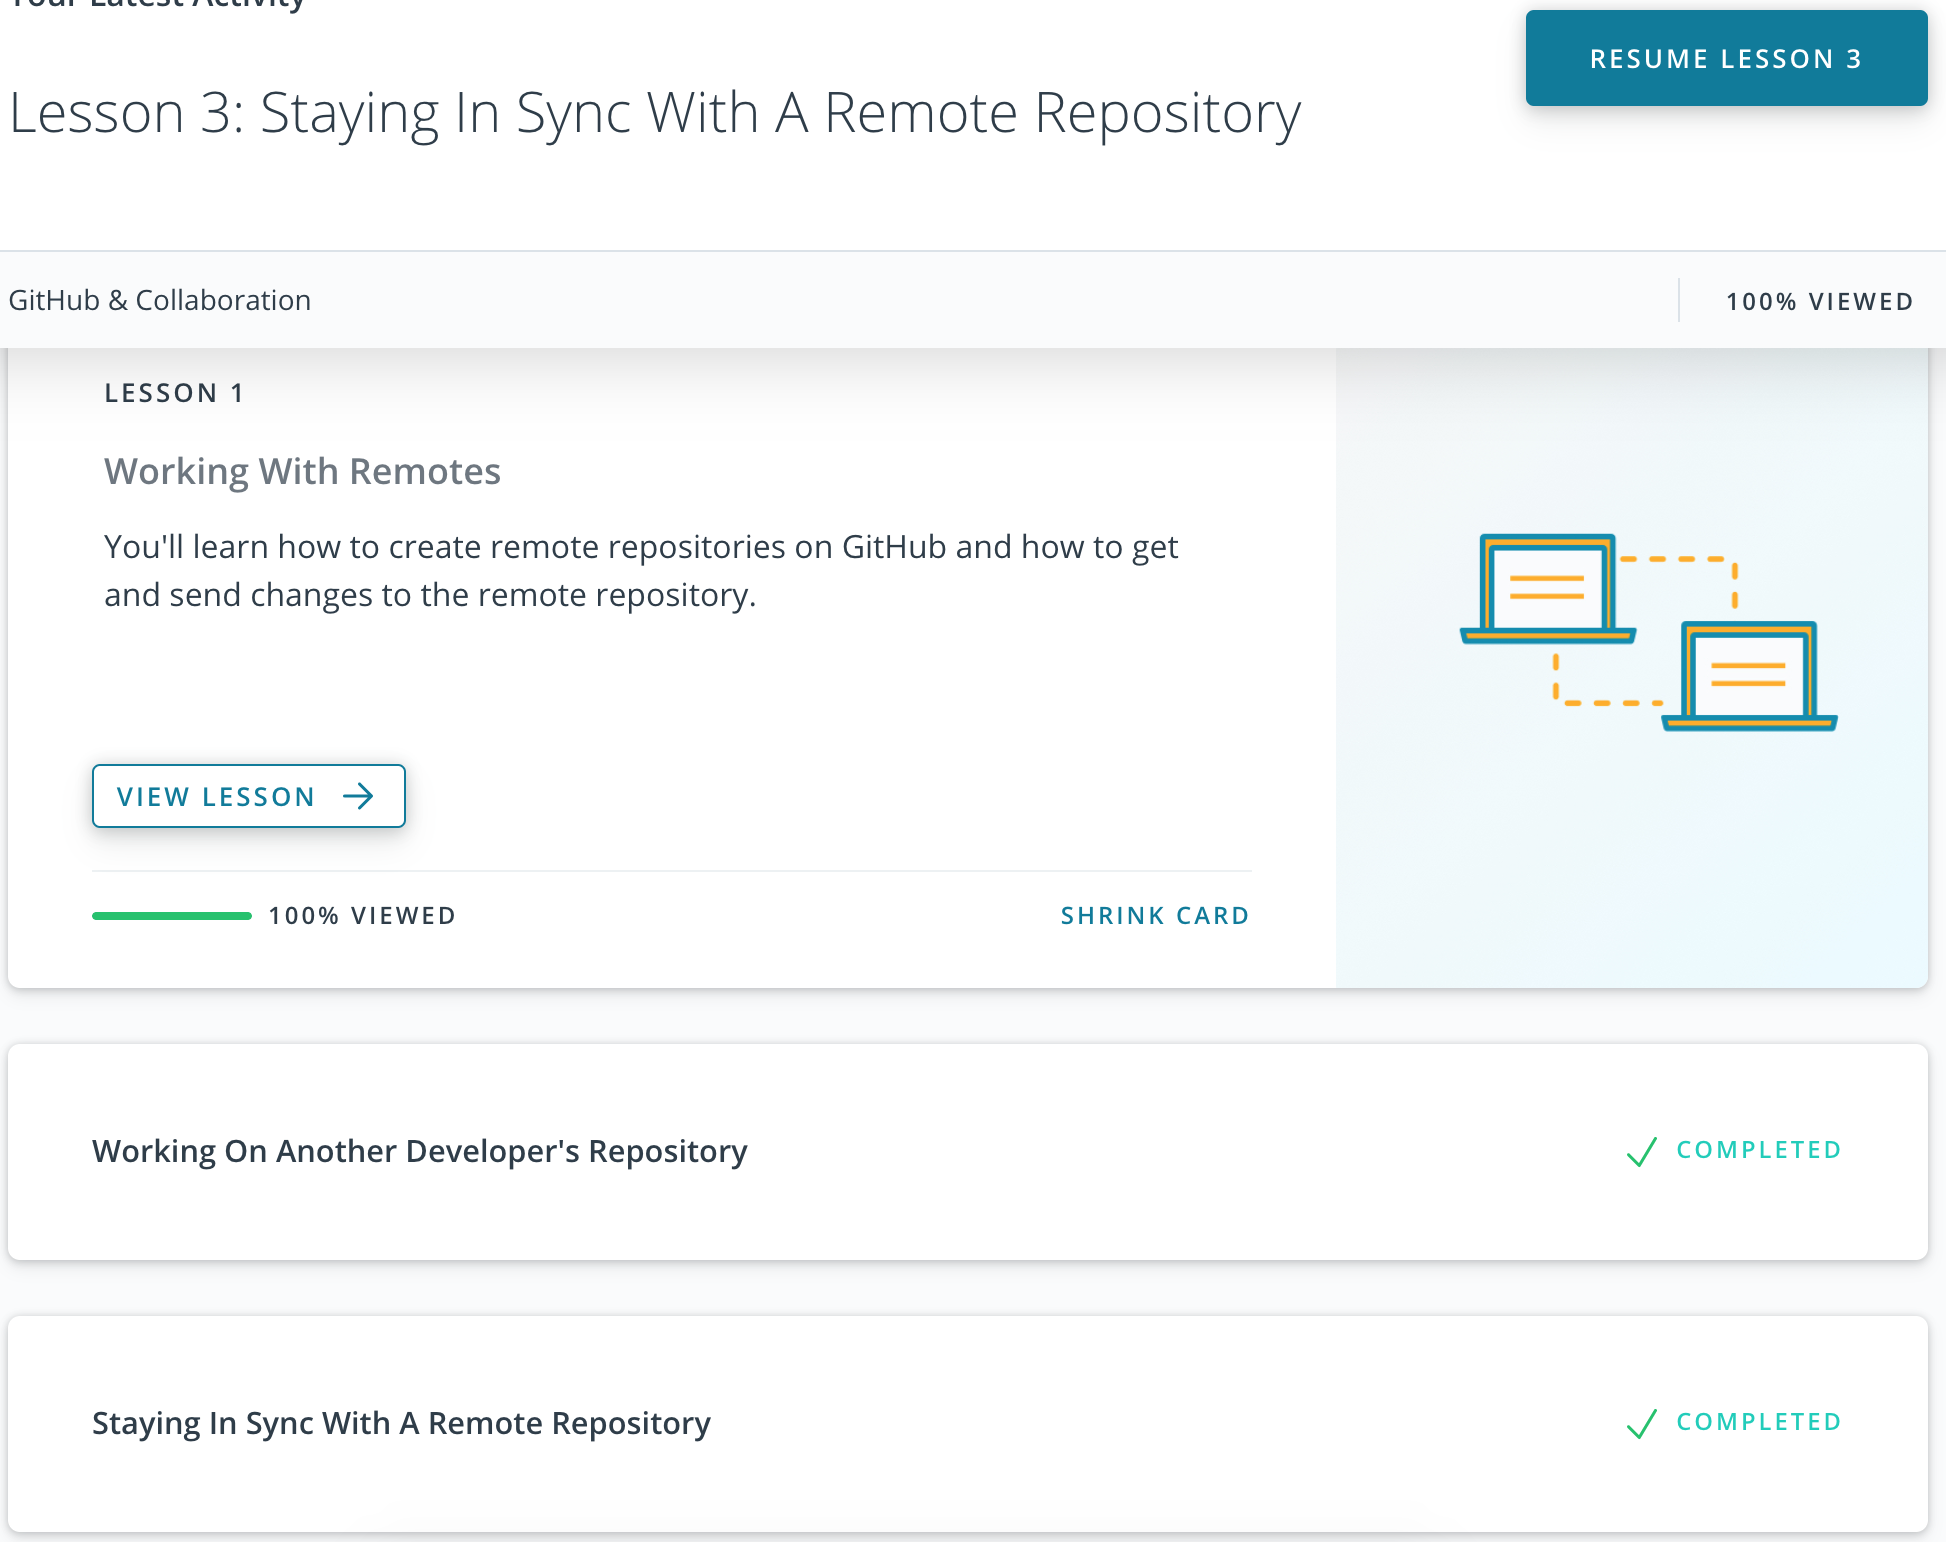 Your Latest Activity
RESUME LESSON 3
Lesson 3: Staying In Sync With A Remote Repository
GitHub & Collaboration
100% VIEWED
LESSON 1
Working With Remotes
You'll learn how to create remote repositories on GitHub and how to get
and send changes to the remote repository.
VIEW LESSON
100% VIEWED
SHRINK CARD
Working On Another Developer's Repository
COMPLETED
Staying In Sync With A Remote Repository
COMPLETED